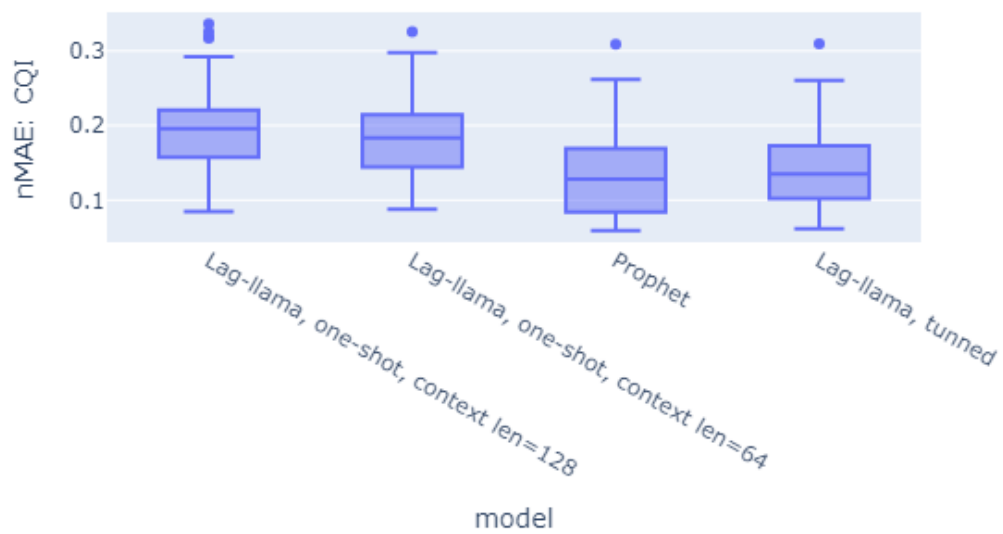 nMAE: CQI
0.3
0.2
0.1
Lag-llama, one-shot, context len=128
Lag-llama, one-shot, context len=64
Prophet
Lag-llama, tunned
model